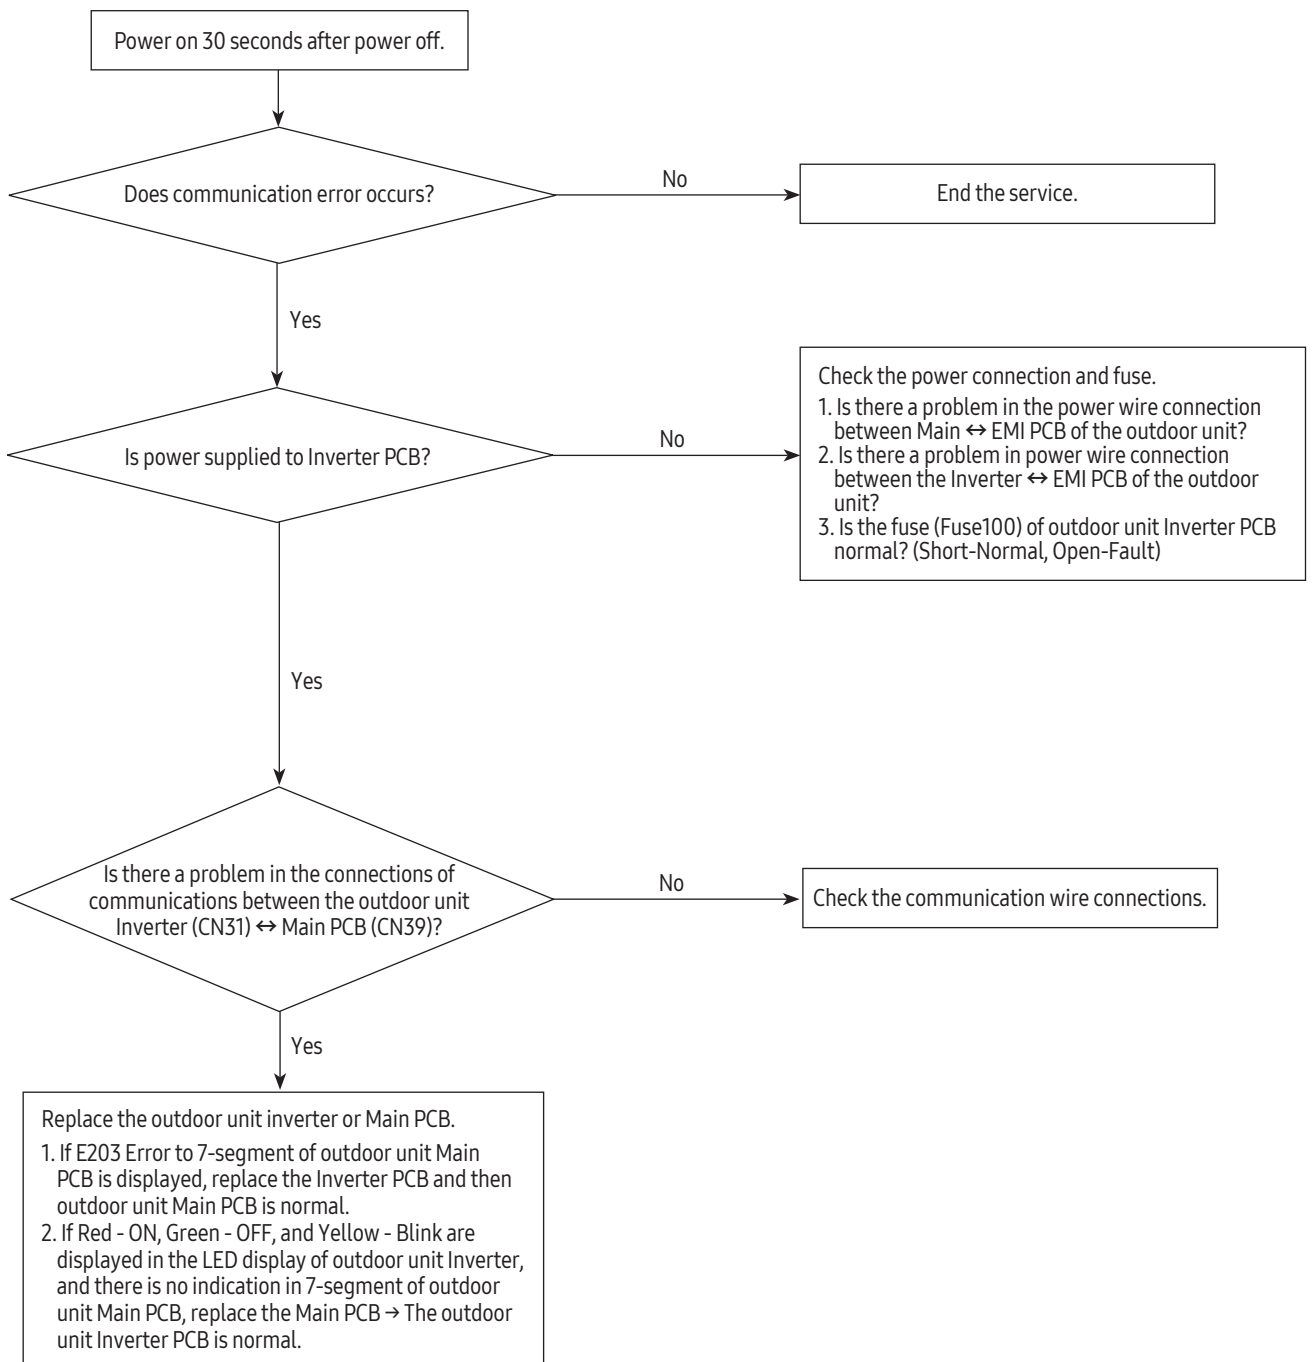 Power on 30 seconds after power off.
Does communication error occurs?
No
End the service.
Yes
Is power supplied to Inverter PCB?
No
Check the power connection and fuse.
1. Is there a problem in the power wire connection
between Main ↔ EMI PCB of the outdoor unit?
2. Is there a problem in power wire connection
between the Inverter ↔ EMI PCB of the outdoor
unit?
3. Is the fuse (Fuse100) of outdoor unit Inverter PCB
normal? (Short-Normal, Open-Fault)
Yes
Is there a problem in the connections of
communications between the outdoor unit
Inverter (CN31) ↔ Main PCB (CN39)?
No
Check the communication wire connections.
Yes
Replace the outdoor unit inverter or Main PCB.
1. If E203 Error to 7-segment of outdoor unit Main
PCB is displayed, replace the Inverter PCB and then
outdoor unit Main PCB is normal.
2. If Red - ON, Green - OFF, and Yellow - Blink are
displayed in the LED display of outdoor unit Inverter,
and there is no indication in 7-segment of outdoor
unit Main PCB, replace the Main PCB → The outdoor
unit Inverter PCB is normal.